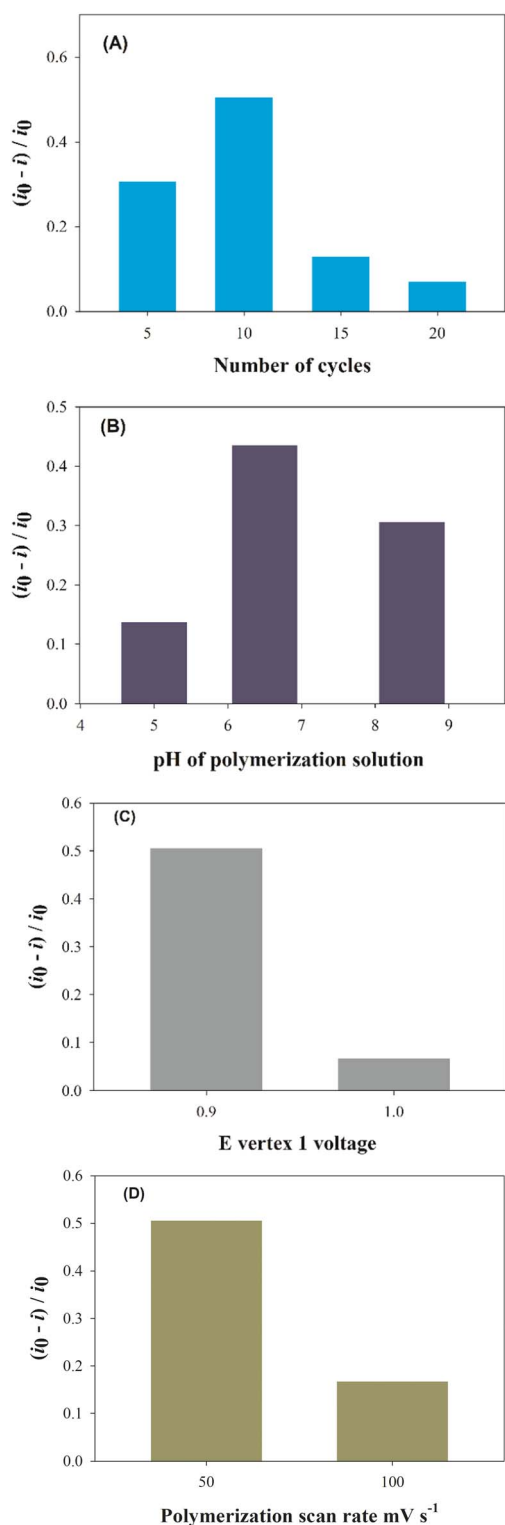 (A)
(i0 - i) / i0
0.6
0.4
0.2
0.0
5 10 15 20
Number of cycles
(B)
(i0 - i) / i0
0.5
0.4
0.3
0.2
0.1
0.0
4 5 6 7 8 9
pH of polymerization solution
(C)
(i0 - i) / i0
0.6
0.5
0.4
0.3
0.2
0.1
0.0
0.9 1.0
E vertex 1 voltage
(D)
(i0 - i) / i0
0.6
0.5
0.4
0.3
0.2
0.1
0.0
50 100
Polymerization scan rate mV s⁻¹